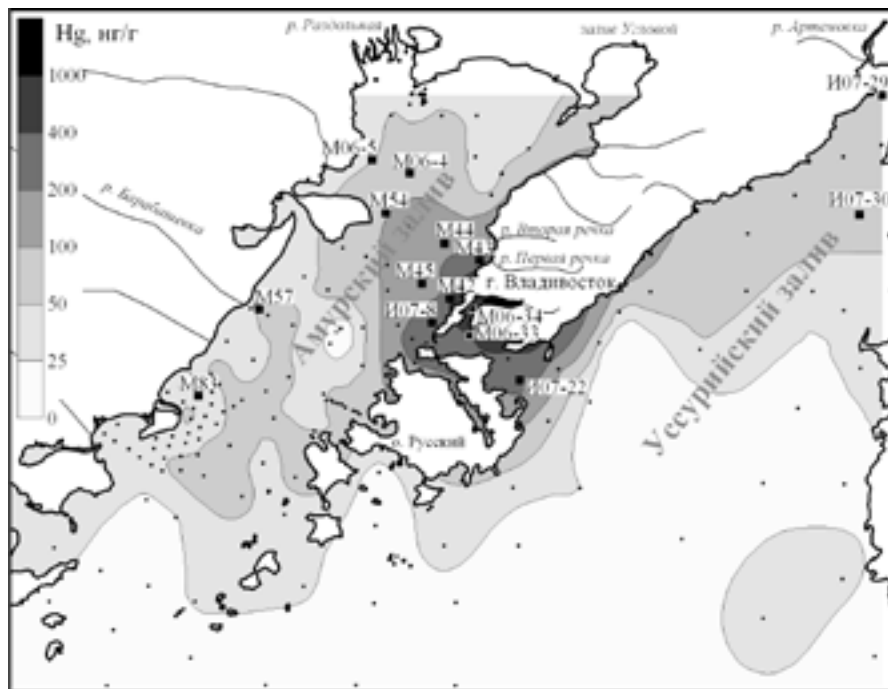 Hg, нг/г
1000
400
200
100
50
25
0
р. Раздольная
залив Угловой
р. Артемовка
И07-29
М06-5
М06-4
р. Барабашевка
М54
И07-30
М44
р. Вторая речка
М43
р. Первая речка
М45
М42
г. Владивосток
М57
И07-8
М06-34
М06-33
Амурский залив
Уссурийский залив
М83
И07-22
о. Русский